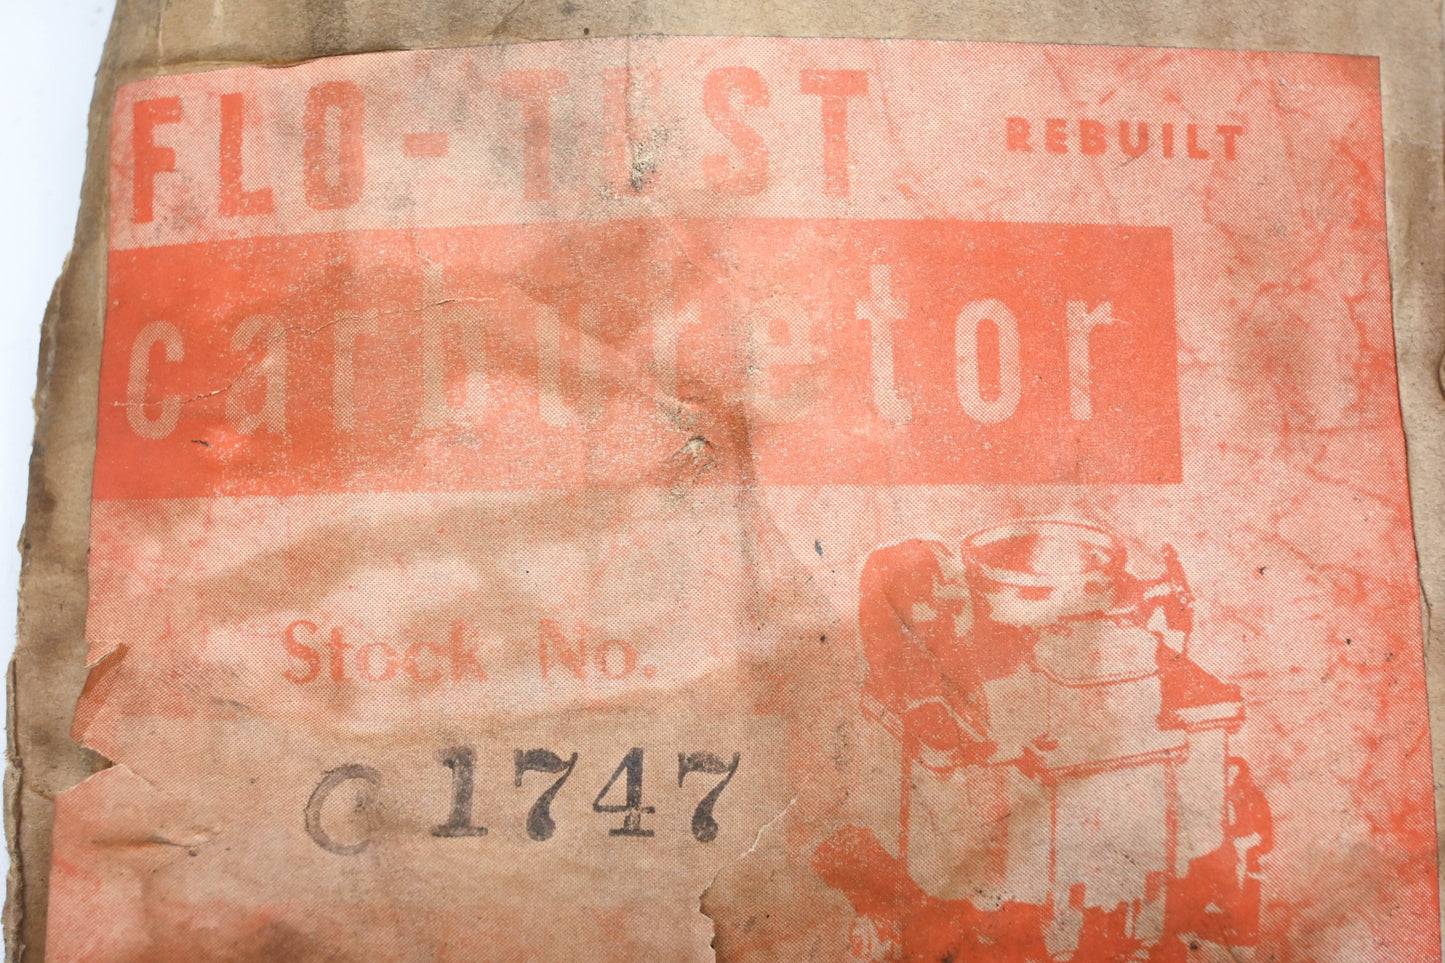 FLO-TEST REBUILT
carburetor
Stock No.
C 1747